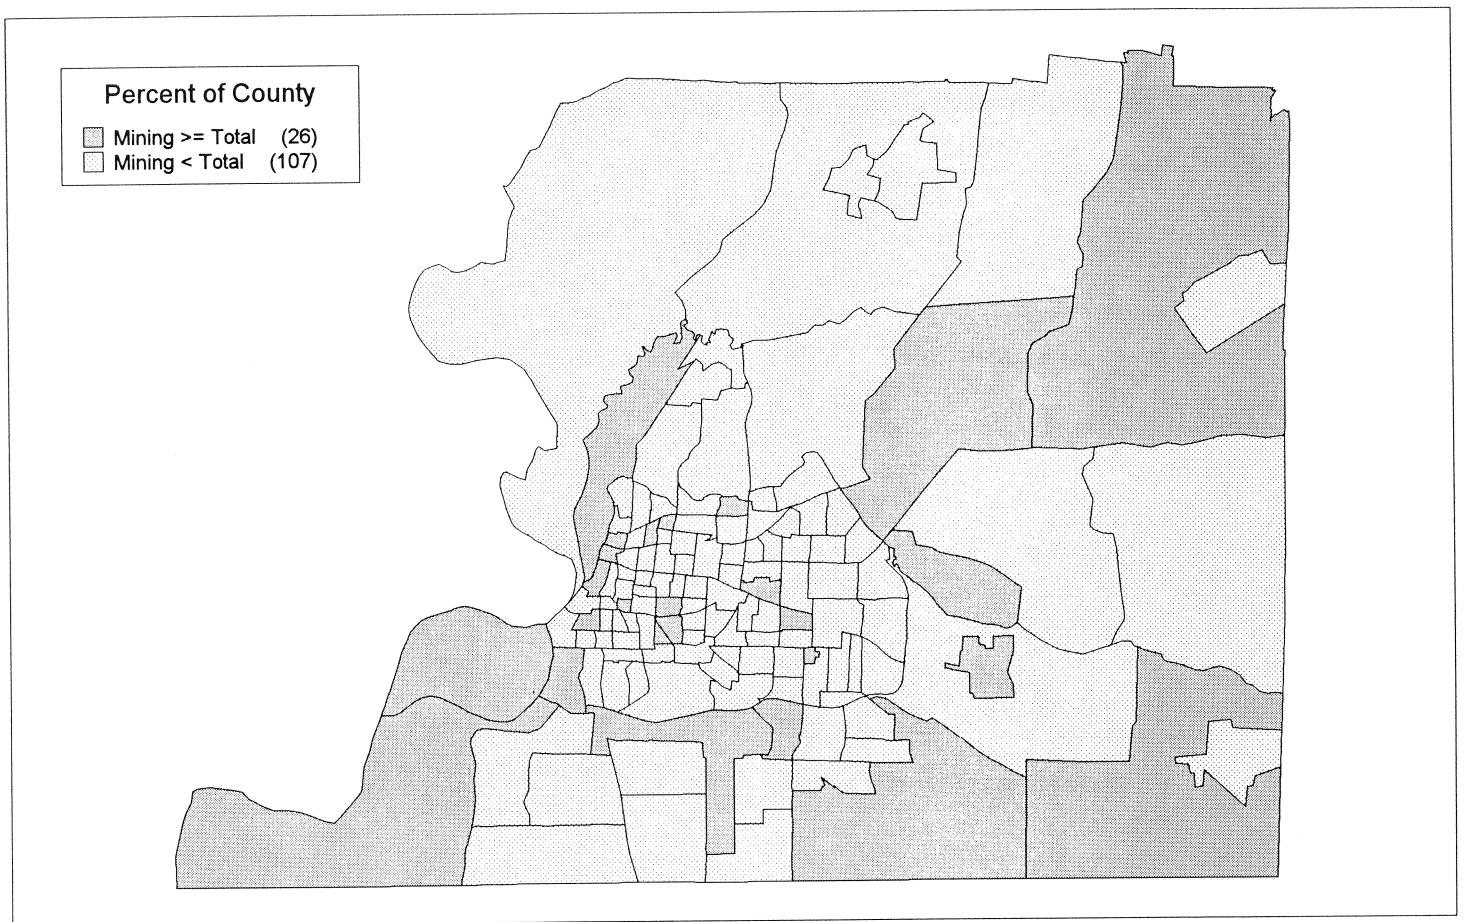 Percent of County
Mining >= Total (26)
Mining < Total (107)